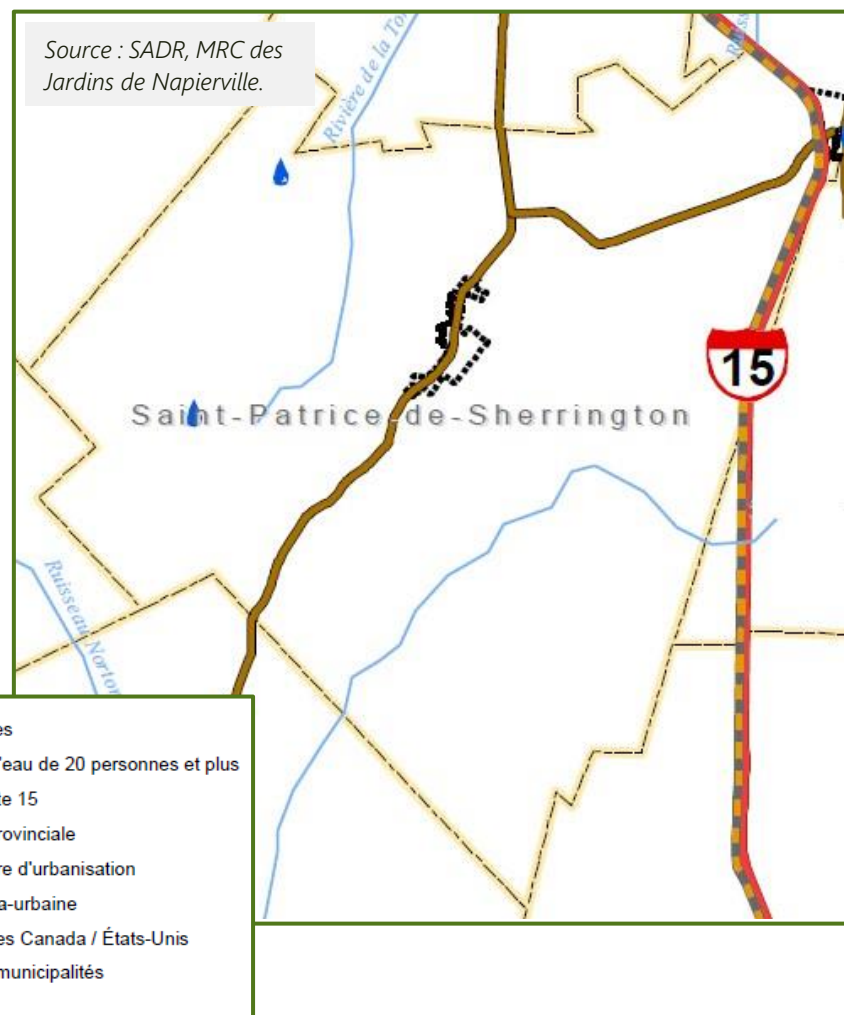 Source : SADR, MRC des
Jardins de Napierville.
Rivière de la
15
Saint-Patrice-de-Sherrington
Ruisseau Norton
es
'eau de 20 personnes et plus
te 15
rovinciale
re d'urbanisation
a-urbaine
es Canada / États-Unis
municipalités